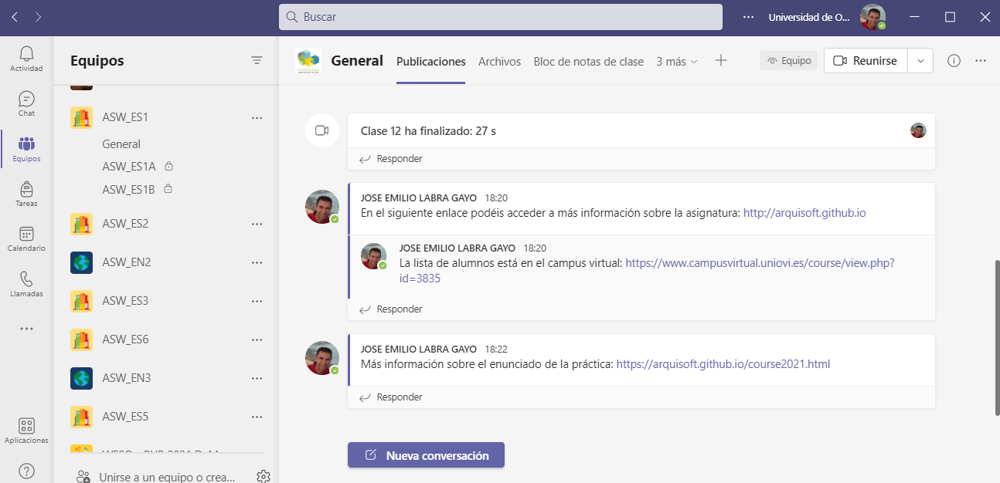 Buscar
Universidad de O...
Actividad
Chat
Equipos
Tareas
Calendario
Llamadas
Aplicaciones
Equipos
ASW_ES1
General
ASW_ES1A
ASW_ES1B
ASW_ES2
ASW_EN2
ASW_ES3
ASW_ES6
ASW_EN3
ASW_ES5
Unirse a un equipo o crea...
General Publicaciones Archivos Bloc de notas de clase 3 más
Equipo Reunirse
Clase 12 ha finalizado: 27 s
Responder
JOSE EMILIO LABRA GAYO 18:20
En el siguiente enlace podéis acceder a más información sobre la asignatura: http://arquisoft.github.io
JOSE EMILIO LABRA GAYO 18:20
La lista de alumnos está en el campus virtual: https://www.campusvirtual.uniovi.es/course/view.php?
id=3835
Responder
JOSE EMILIO LABRA GAYO 18:22
Más información sobre el enunciado de la práctica: https://arquisoft.github.io/course2021.html
Responder
Nueva conversación